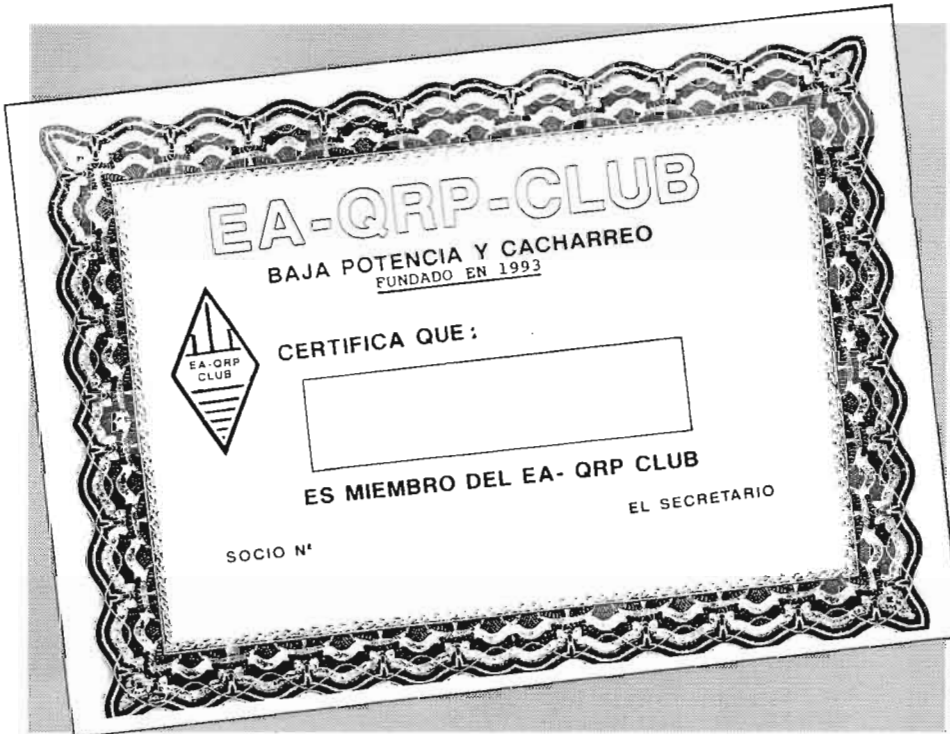 EA-QRP-CLUB
BAJA POTENCIA Y CACHARREO
FUNDADO EN 1993
EA-QRP
CLUB
CERTIFICA QUE:
ES MIEMBRO DEL EA- QRP CLUB
EL SECRETARIO
SOCIO Nº